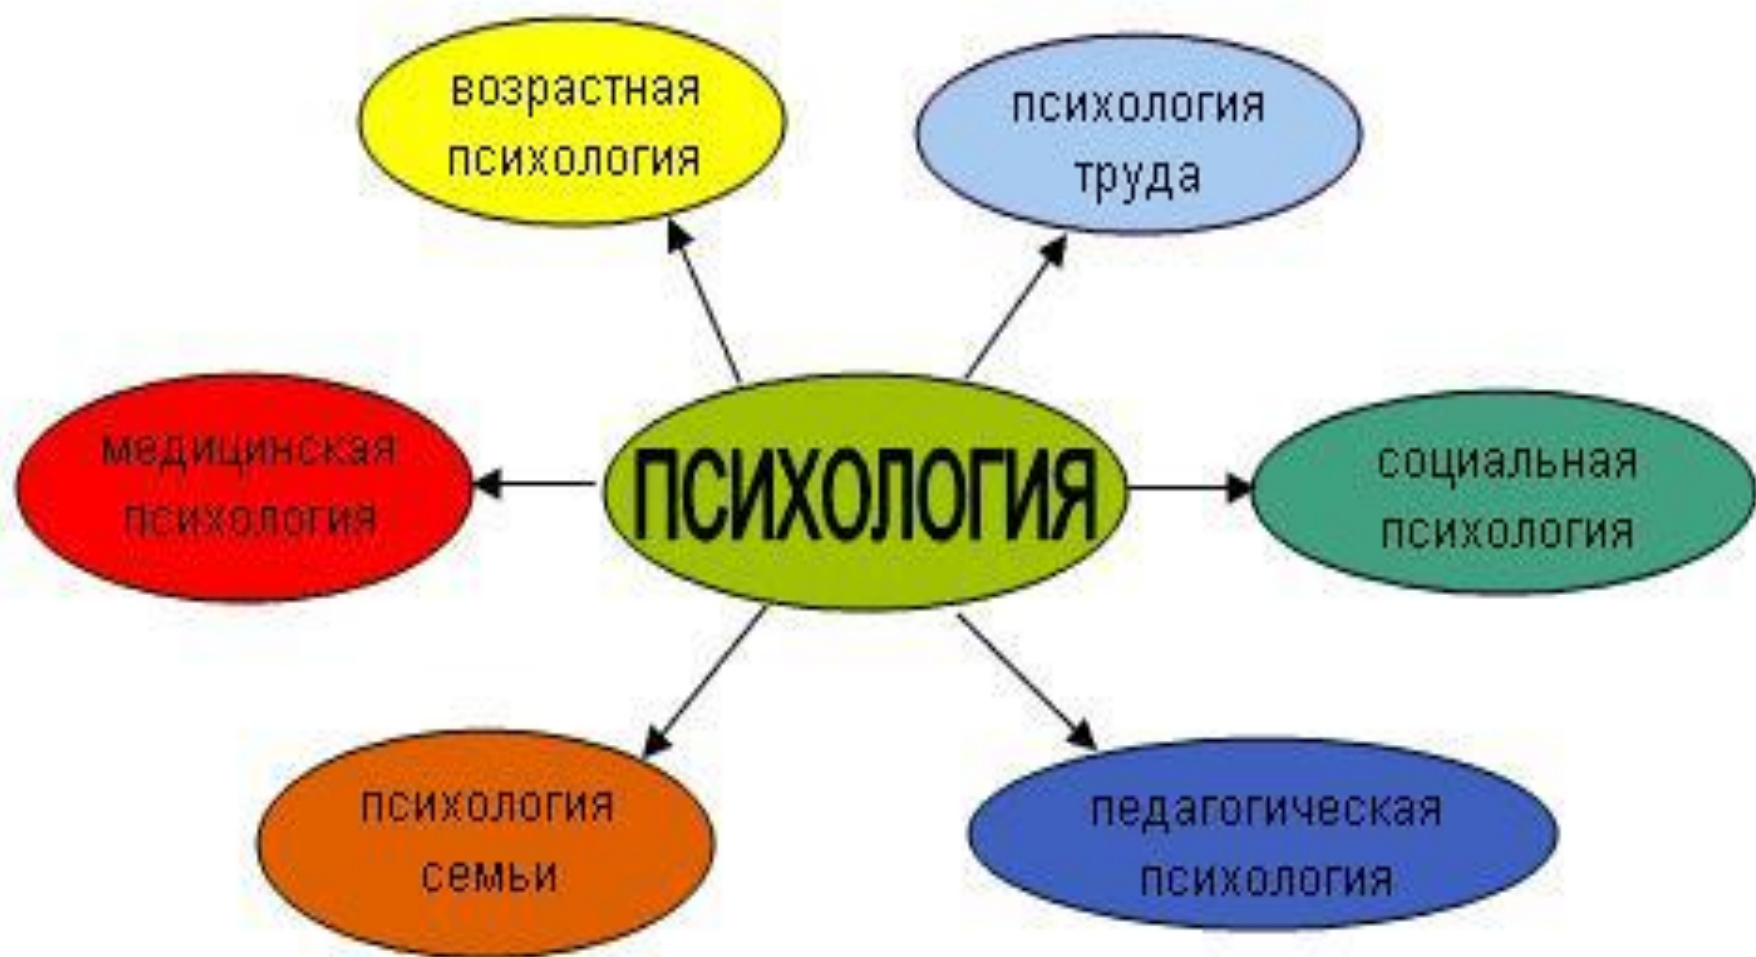 возрастная
психология
психология
труда
медицинская
психология
ПСИХОЛОГИЯ
социальная
психология
психология
семьи
педагогическая
психология